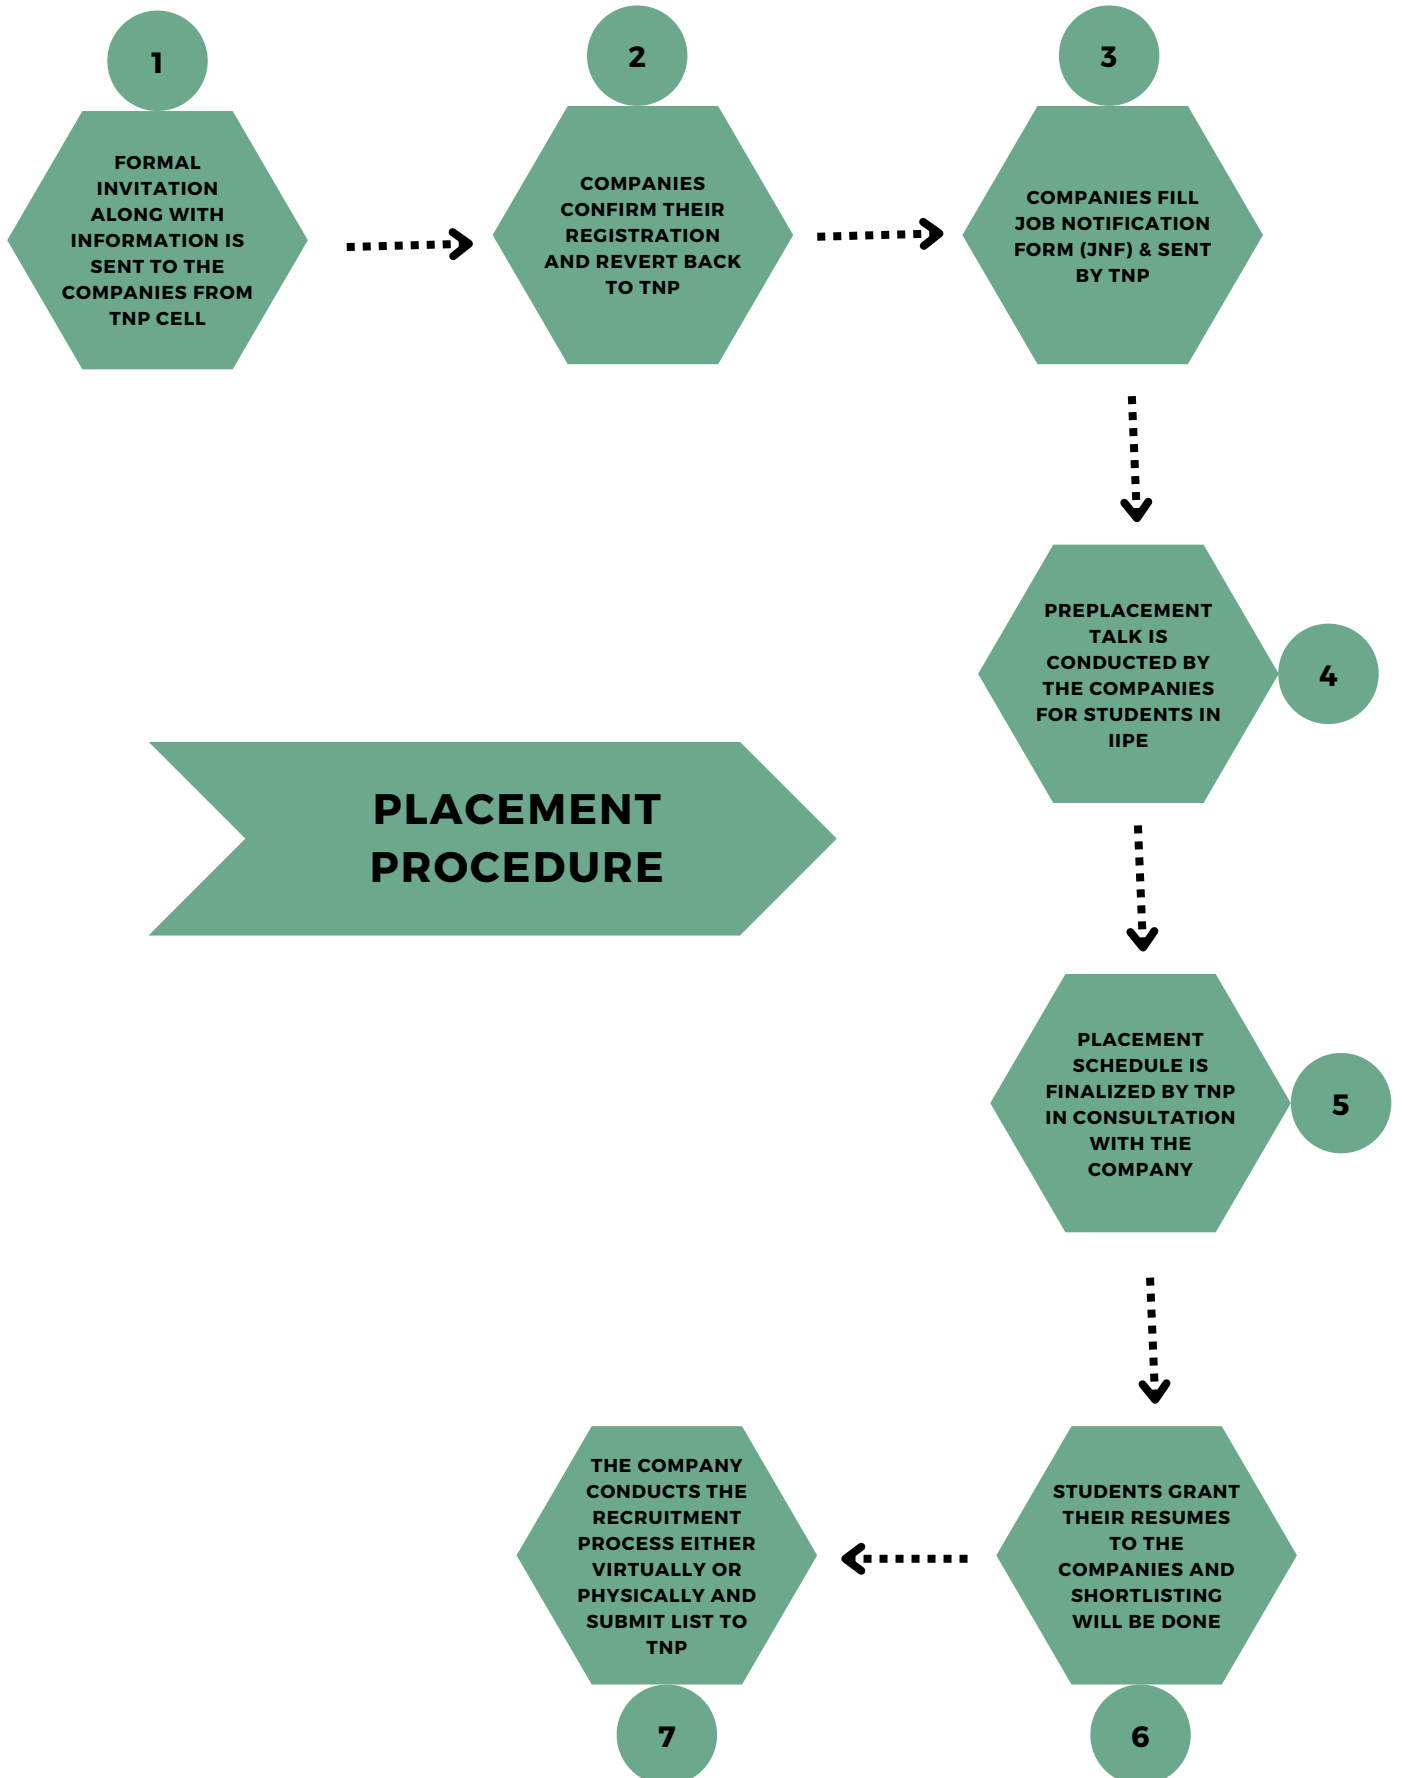 1
FORMAL
INVITATION
ALONG WITH
INFORMATION IS
SENT TO THE
COMPANIES FROM
TNP CELL
2
COMPANIES
CONFIRM THEIR
REGISTRATION
AND REVERT BACK
TO TNP
3
COMPANIES FILL
JOB NOTIFICATION
FORM (JNF) & SENT
BY TNP
PREPLACEMENT
TALK IS
CONDUCTED BY
THE COMPANIES
FOR STUDENTS IN
IIPE
4
PLACEMENT
PROCEDURE
PLACEMENT
SCHEDULE IS
FINALIZED BY TNP
IN CONSULTATION
WITH THE
COMPANY
5
STUDENTS GRANT
THEIR RESUMES
TO THE
COMPANIES AND
SHORTLISTING
WILL BE DONE
6
THE COMPANY
CONDUCTS THE
RECRUITMENT
PROCESS EITHER
VIRTUALLY OR
PHYSICALLY AND
SUBMIT LIST TO
TNP
7